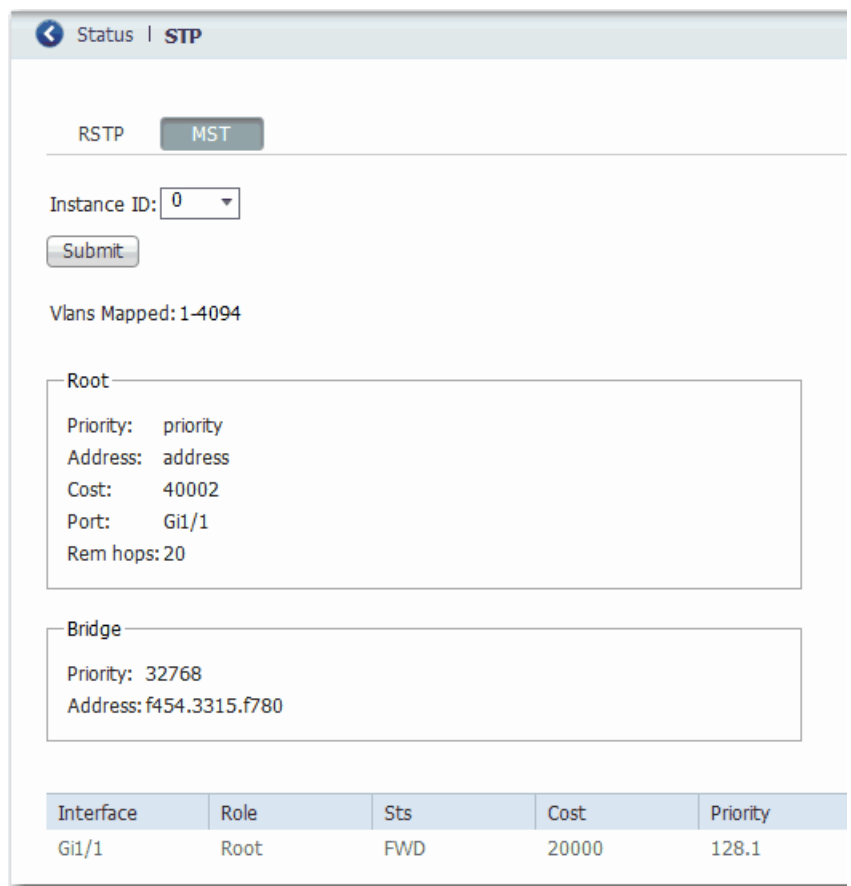 Status | STP
RSTP MST
Instance ID: 0
Submit
Vlans Mapped: 1-4094
Root
Priority: priority
Address: address
Cost: 40002
Port: Gi1/1
Rem hops: 20
Bridge
Priority: 32768
Address: f454.3315.f780
Interface Role Sts Cost Priority
Gi1/1 Root FWD 20000 128.1